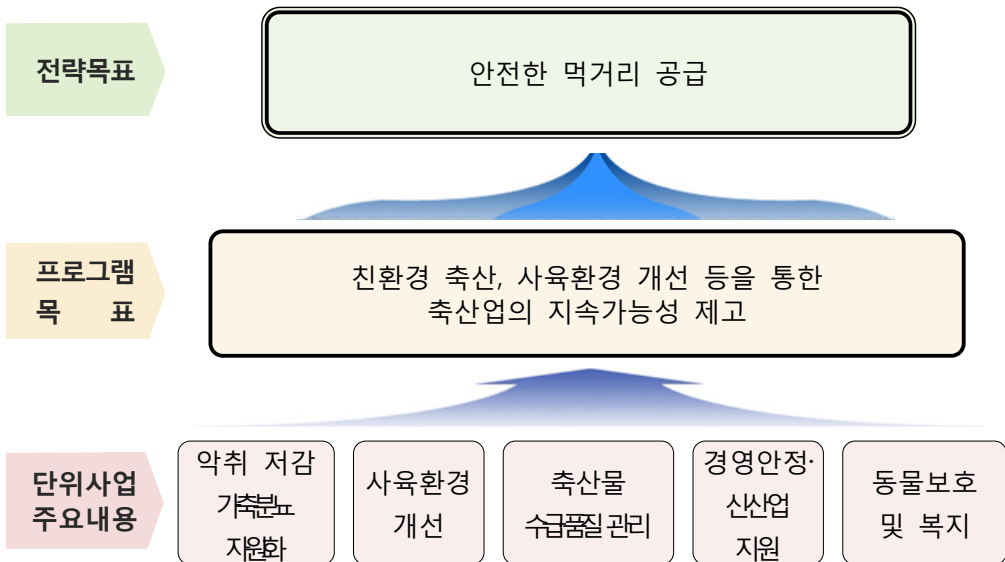 전략목표
안전한 먹거리 공급
프로그램
목 표
친환경 축산, 사육환경 개선 등을 통한
축산업의 지속가능성 제고
단위사업
주요내용
악취 저감
가축분뇨
자원화
사육환경
개선
축산물
수급·품질 관리
경영안정·
신산업
지원
동물보호
및 복지